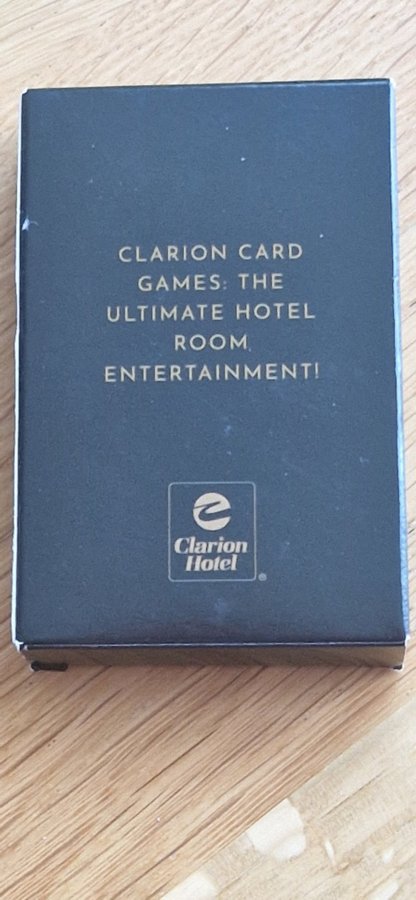 CLARION CARD
GAMES: THE
ULTIMATE HOTEL
ROOM
ENTERTAINMENT!
Clarion
Hotel
®